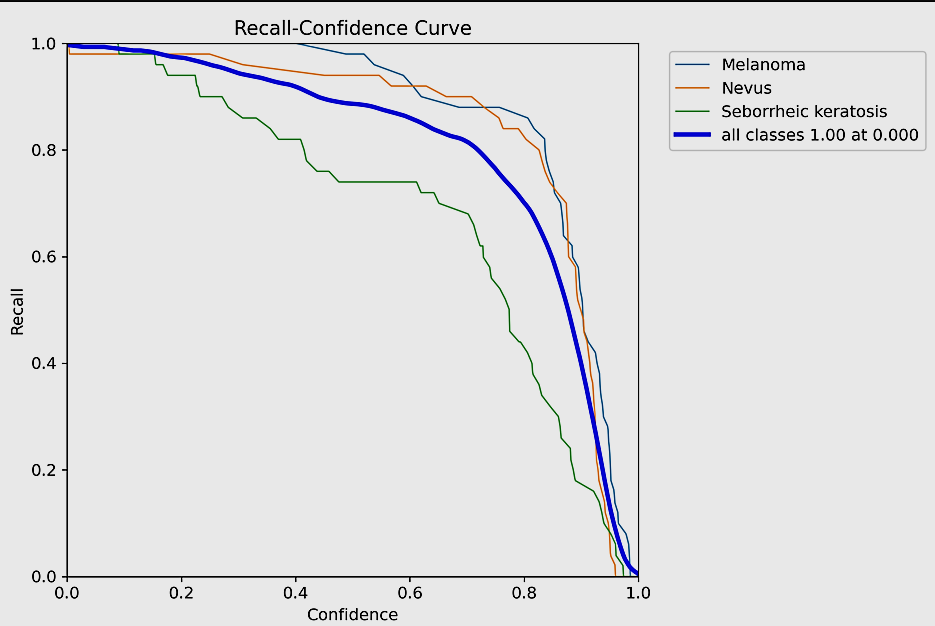 Recall-Confidence Curve
Melanoma
Nevus
Seborrheic keratosis
all classes 1.00 at 0.000
1.0
0.8
0.6
0.4
0.2
0.0
Recall
0.0 0.2 0.4 0.6 0.8 1.0
Confidence